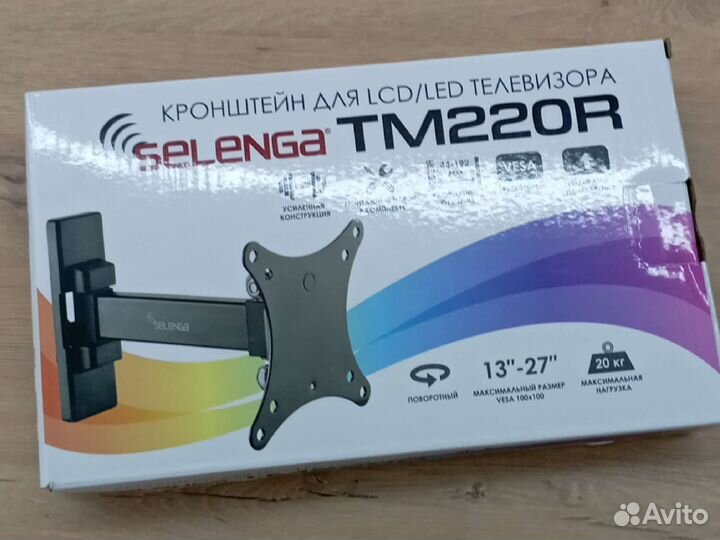 КРОНШТЕЙН ДЛЯ LCD/LED ТЕЛЕВИЗОРА
SELENGA® TM220R
VESA
УСИЛЕННАЯ
КОНСТРУКЦИЯ
SELENGA
ПОВОРОТНЫЙ
13"-27"
МАКСИМАЛЬНЫЙ РАЗМЕР
VESA 100x100
20 КГ
МАКСИМАЛЬНАЯ
НАГРУЗКА
Avito